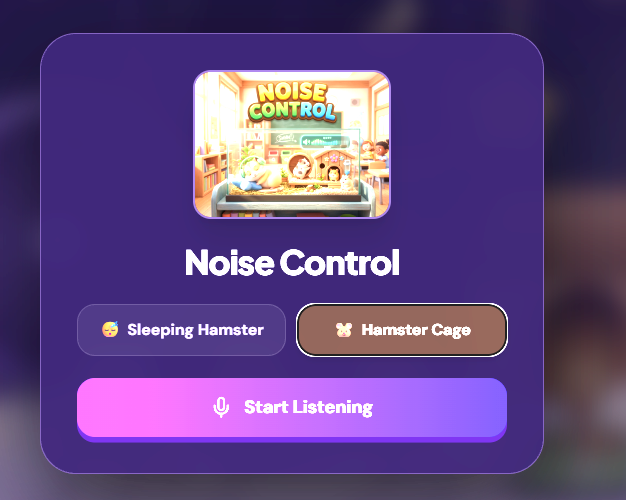 NOISE
CONTROL
Noise Control
Sleeping Hamster
Hamster Cage
Start Listening